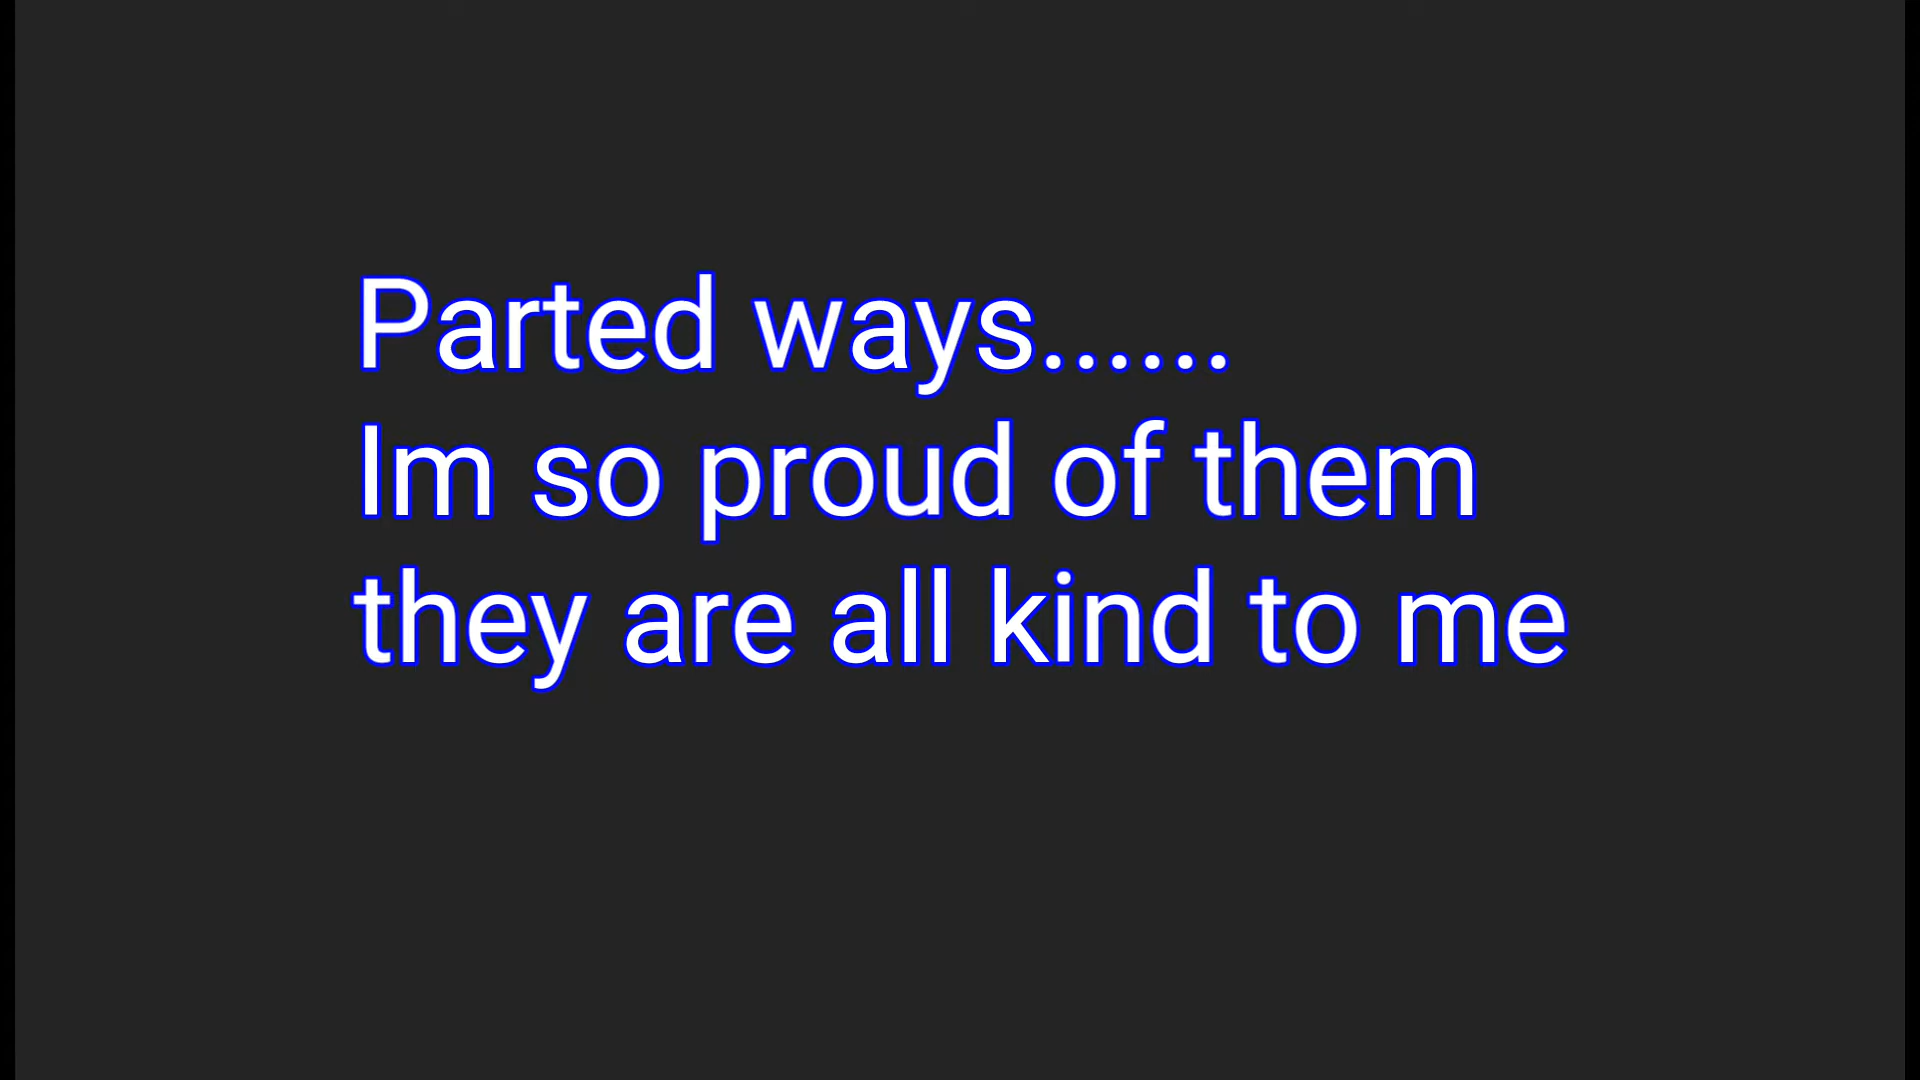 Parted ways......
Im so proud of them
they are all kind to me